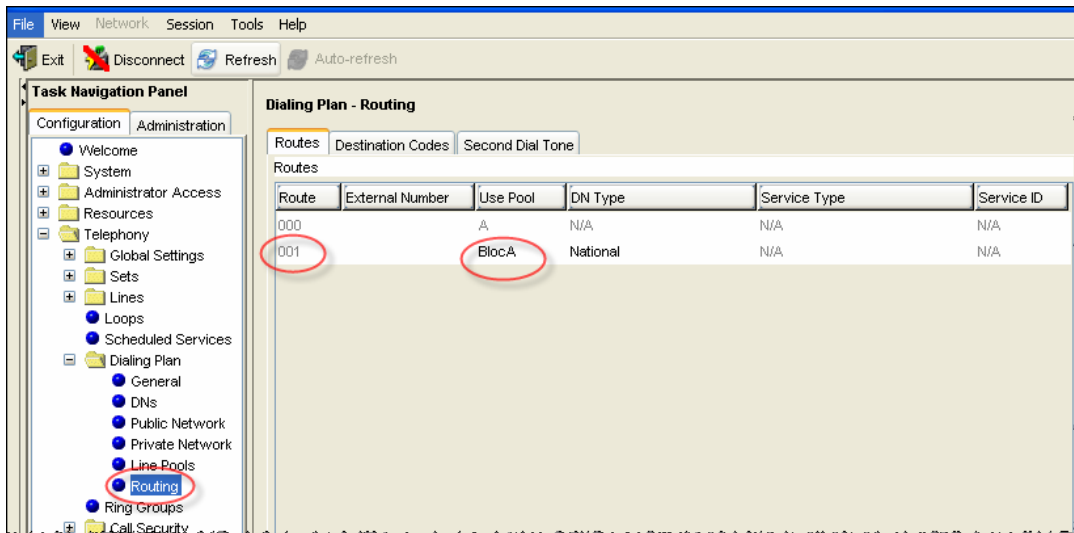 File View Network Session Tools Help
Exit Disconnect Refresh Auto-refresh
Task Navigation Panel
Configuration Administration
Welcome
System
Administrator Access
Resources
Telephony
Global Settings
Sets
Lines
Loops
Scheduled Services
Dialing Plan
General
DNs
Public Network
Private Network
Line Pools
Routing
Ring Groups
Call Security
Dialing Plan - Routing
Routes Destination Codes Second Dial Tone
Routes
Route External Number Use Pool DN Type Service Type Service ID
000 A N/A N/A N/A
001 BlocA National N/A N/A